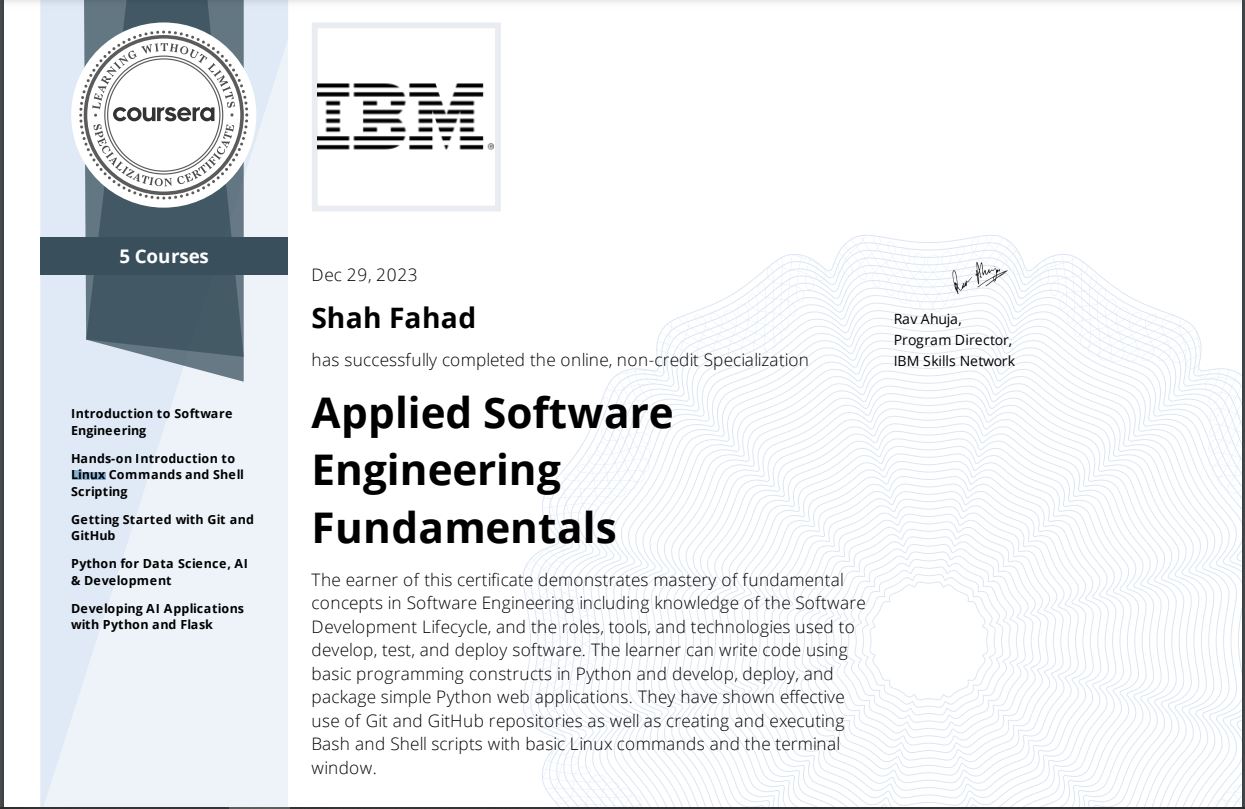 LEARNING WITHOUT LIMITS
coursera
SPECIALIZATION CERTIFICATE
5 Courses
Introduction to Software
Engineering
Hands-on Introduction to
Linux Commands and Shell
Scripting
Getting Started with Git and
GitHub
Python for Data Science, AI
& Development
Developing AI Applications
with Python and Flask
IBM®
Dec 29, 2023
Shah Fahad
has successfully completed the online, non-credit Specialization
Applied Software
Engineering
Fundamentals
The earner of this certificate demonstrates mastery of fundamental
concepts in Software Engineering including knowledge of the Software
Development Lifecycle, and the roles, tools, and technologies used to
develop, test, and deploy software. The learner can write code using
basic programming constructs in Python and develop, deploy, and
package simple Python web applications. They have shown effective
use of Git and GitHub repositories as well as creating and executing
Bash and Shell scripts with basic Linux commands and the terminal
window.
Rav Ahuja
Rav Ahuja,
Program Director,
IBM Skills Network